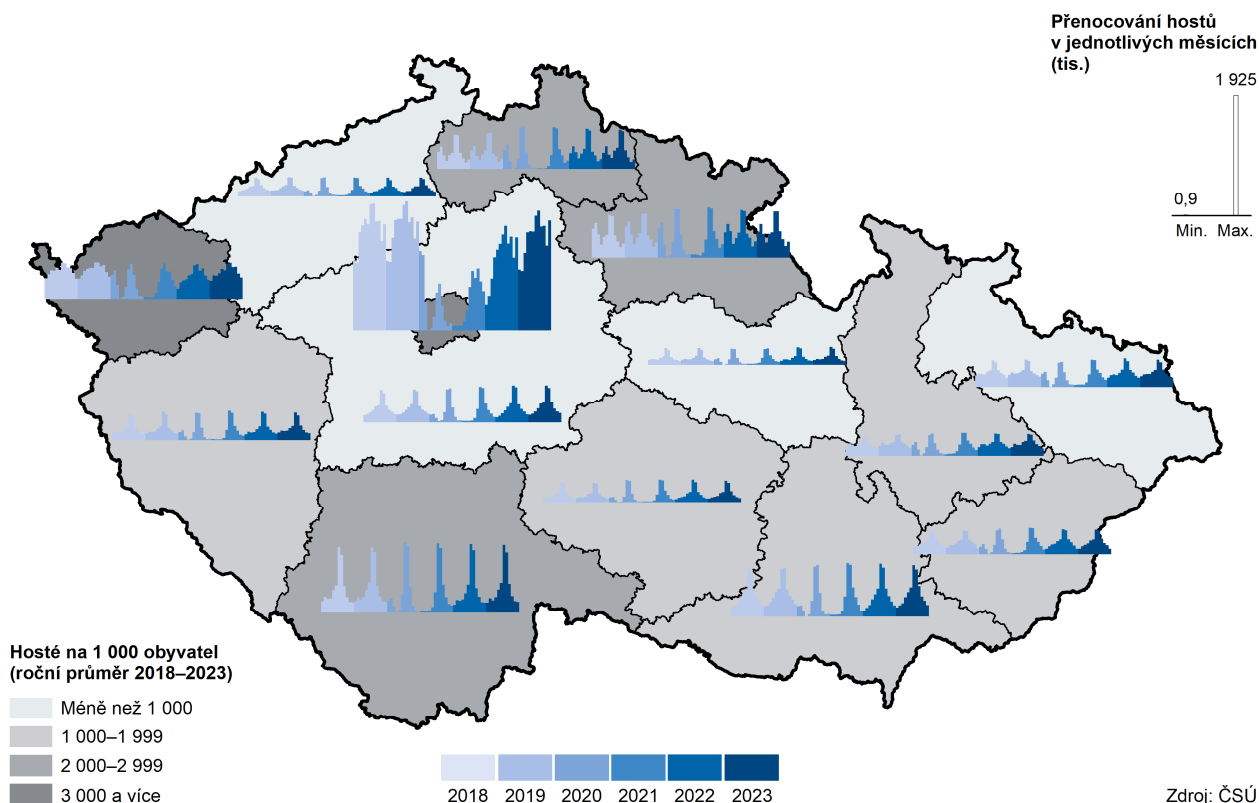 Přenocování hostů
v jednotlivých měsících
(tis.)
1 925
0,9
Min. Max.
Hosté na 1 000 obyvatel
(roční průměr 2018–2023)
Méně než 1 000
1 000–1 999
2 000–2 999
3 000 a více
2018 2019 2020 2021 2022 2023
Zdroj: ČSÚ